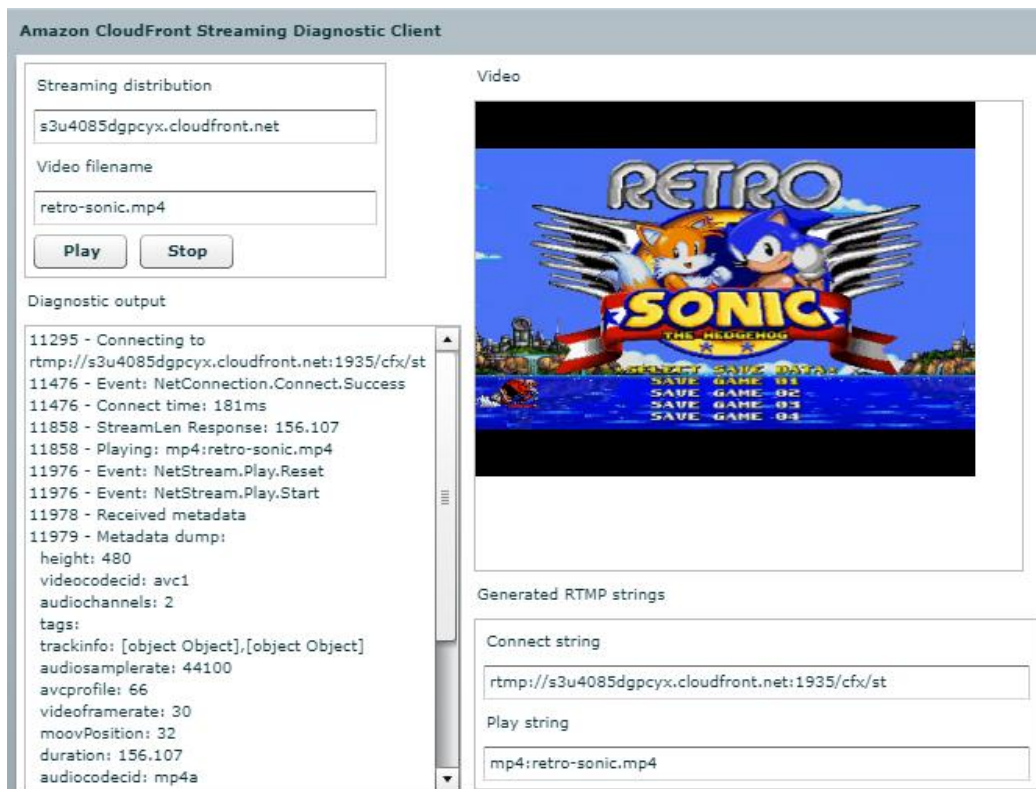 Amazon CloudFront Streaming Diagnostic Client
Streaming distribution
s3u4085dgpcyx.cloudfront.net
Video filename
retro-sonic.mp4
Play Stop
Diagnostic output
11295 - Connecting to
rtmp://s3u4085dgpcyx.cloudfront.net:1935/cfx/st
11476 - Event: NetConnection.Connect.Success
11476 - Connect time: 181ms
11858 - StreamLen Response: 156.107
11858 - Playing: mp4:retro-sonic.mp4
11976 - Event: NetStream.Play.Reset
11976 - Event: NetStream.Play.Start
11978 - Received metadata
11979 - Metadata dump:
height: 480
videocodecid: avc1
audiochannels: 2
tags:
trackinfo: [object Object],[object Object]
audiosamplerate: 44100
avcprofile: 66
videoframerate: 30
moovPosition: 32
duration: 156.107
audiocodecid: mp4a
Video
RETRO
SONIC
THE HEDGEHOG
SELECT SAVE DATA:
SAVE GAME 01
SAVE GAME 02
SAVE GAME 03
SAVE GAME 04
Generated RTMP strings
Connect string
rtmp://s3u4085dgpcyx.cloudfront.net:1935/cfx/st
Play string
mp4:retro-sonic.mp4